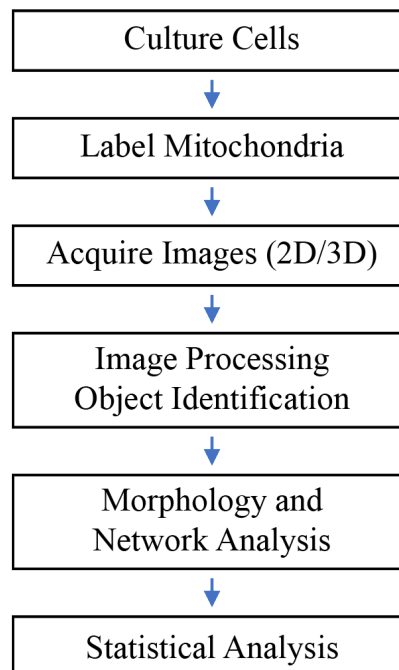 Culture Cells
Label Mitochondria
Acquire Images (2D/3D)
Image Processing
Object Identification
Morphology and
Network Analysis
Statistical Analysis